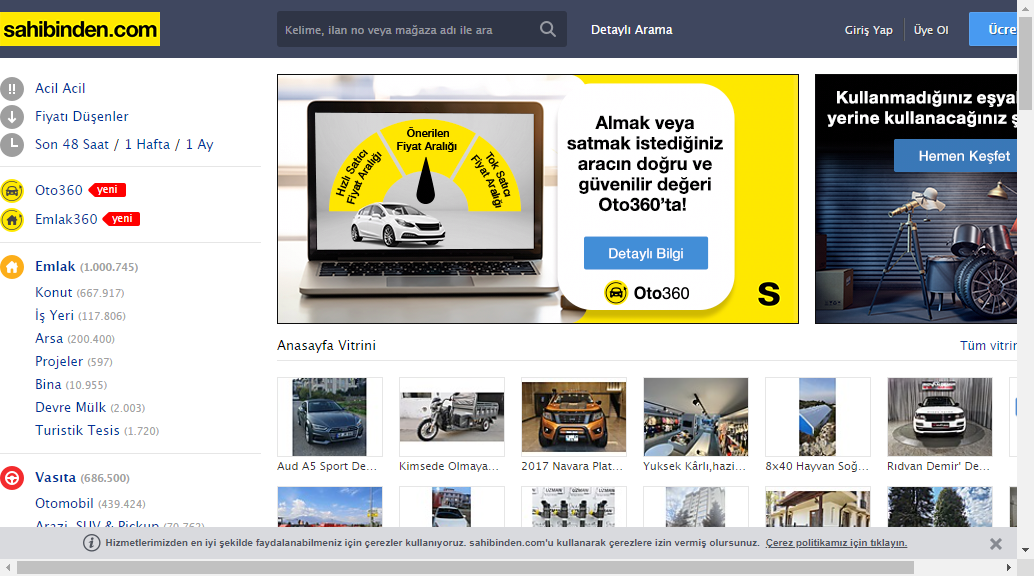 sahibinden.com
Kelime, ilan no veya mağaza adı ile ara
Detaylı Arama
Giriş Yap
Üye Ol
Ücre
!! Acil Acil
Fiyatı Düşenler
Son 48 Saat / 1 Hafta / 1 Ay
Oto360 yeni
Emlak360 yeni
Emlak (1.000.745)
Konut (667.917)
İş Yeri (117.806)
Arsa (200.400)
Projeler (597)
Bina (10.955)
Devre Mülk (2.003)
Turistik Tesis (1.720)
Vasıta (686.500)
Otomobil (439.424)
Arazi, SUV & Pickup (70.762)
Hızlı Satıcı
Fiyat Aralığı
Önerilen
Fiyat Aralığı
Tok Satıcı
Fiyat Aralığı
Almak veya
satmak istediğiniz
aracın doğru ve
güvenilir değeri
Oto360'ta!
Detaylı Bilgi
Oto360
S
Kullanmadığınız eşyal
yerine kullanacağınız ş
Hemen Keşfet
Anasayfa Vitrini
Tüm vitrin
Aud A5 Sport De...
Kimsede Olmaya...
2017 Navara Plat...
Yuksek Kârlı,hazi...
8x40 Hayvan Soğ...
Rıdvan Demir' De...
UZMANI
UZMANI
Hizmetlerimizden en iyi şekilde faydalanabilmeniz için çerezler kullanıyoruz. sahibinden.com'u kullanarak çerezlere izin vermiş olursunuz. Çerez politikamız için tıklayın.